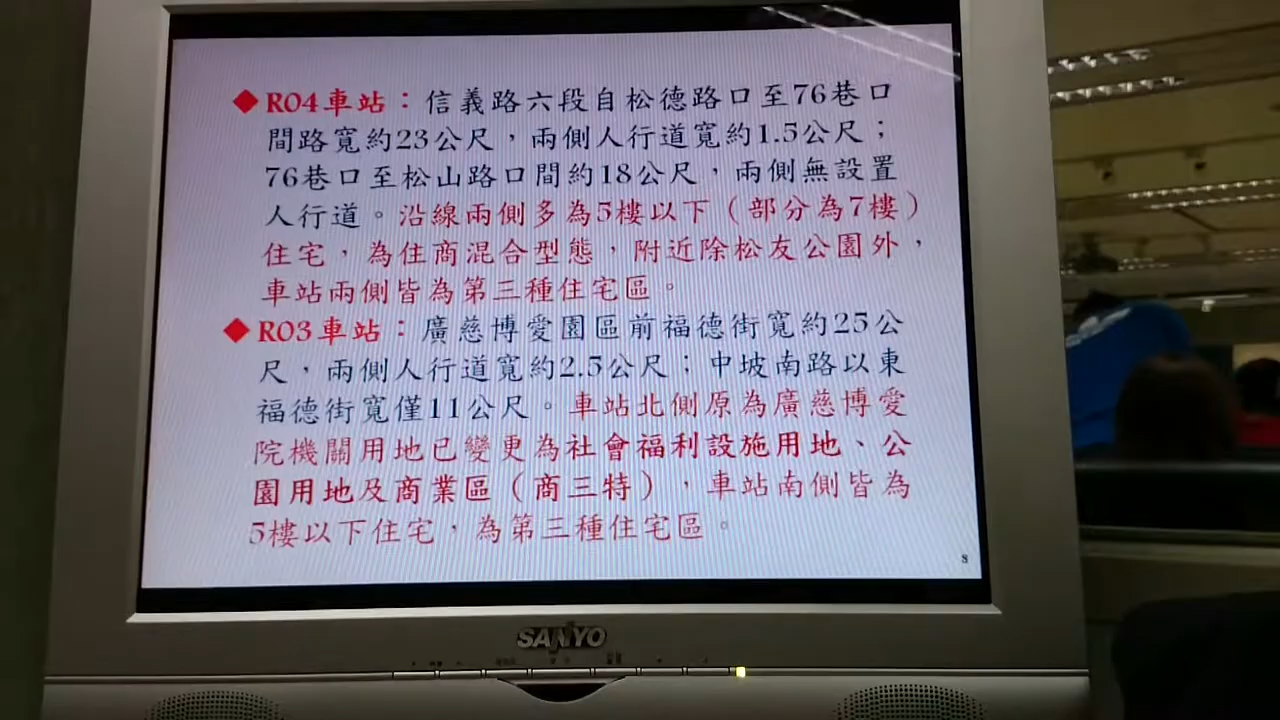 ◆R04車站：信義路六段自松德路口至76巷口
間路寬約23公尺，兩側人行道寬約1.5公尺；
76巷口至松山路口間約18公尺，兩側無設置
人行道。沿線兩側多為5樓以下（部分為7樓）
住宅，為住商混合型態，附近除松友公園外，
車站兩側皆為第三種住宅區。
◆R03車站：廣慈博愛園區前福德街寬約25公
尺，兩側人行道寬約2.5公尺；中坡南路以東
福德街寬僅11公尺。車站北側原為廣慈博愛
院機關用地已變更為社會福利設施用地、公
園用地及商業區（商三特），車站南側皆為
5樓以下住宅，為第三種住宅區。
8
SANYO